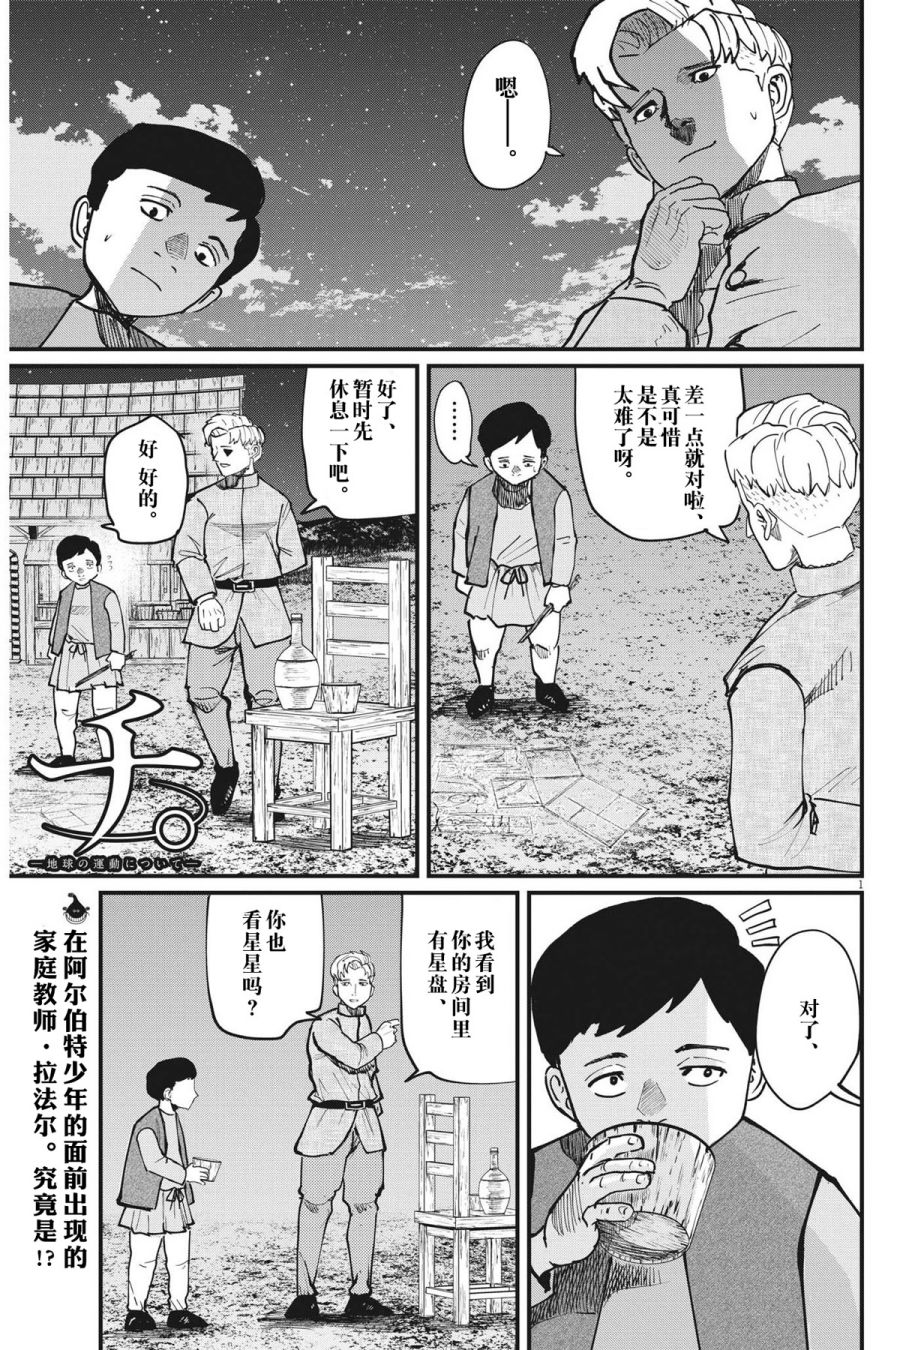 嗯——。
差一点就对啦、
真可惜
是不是
太难了呀。
……
好了、
暂时先
休息一下吧。
好 好的。
チ。
—地球の運動について—
1
对了、
我看到
你的房间里
有星盘、
你也
看星星吗？
在阿尔伯特少年的面前出现的
家庭教师・拉法尔。究竟是!?